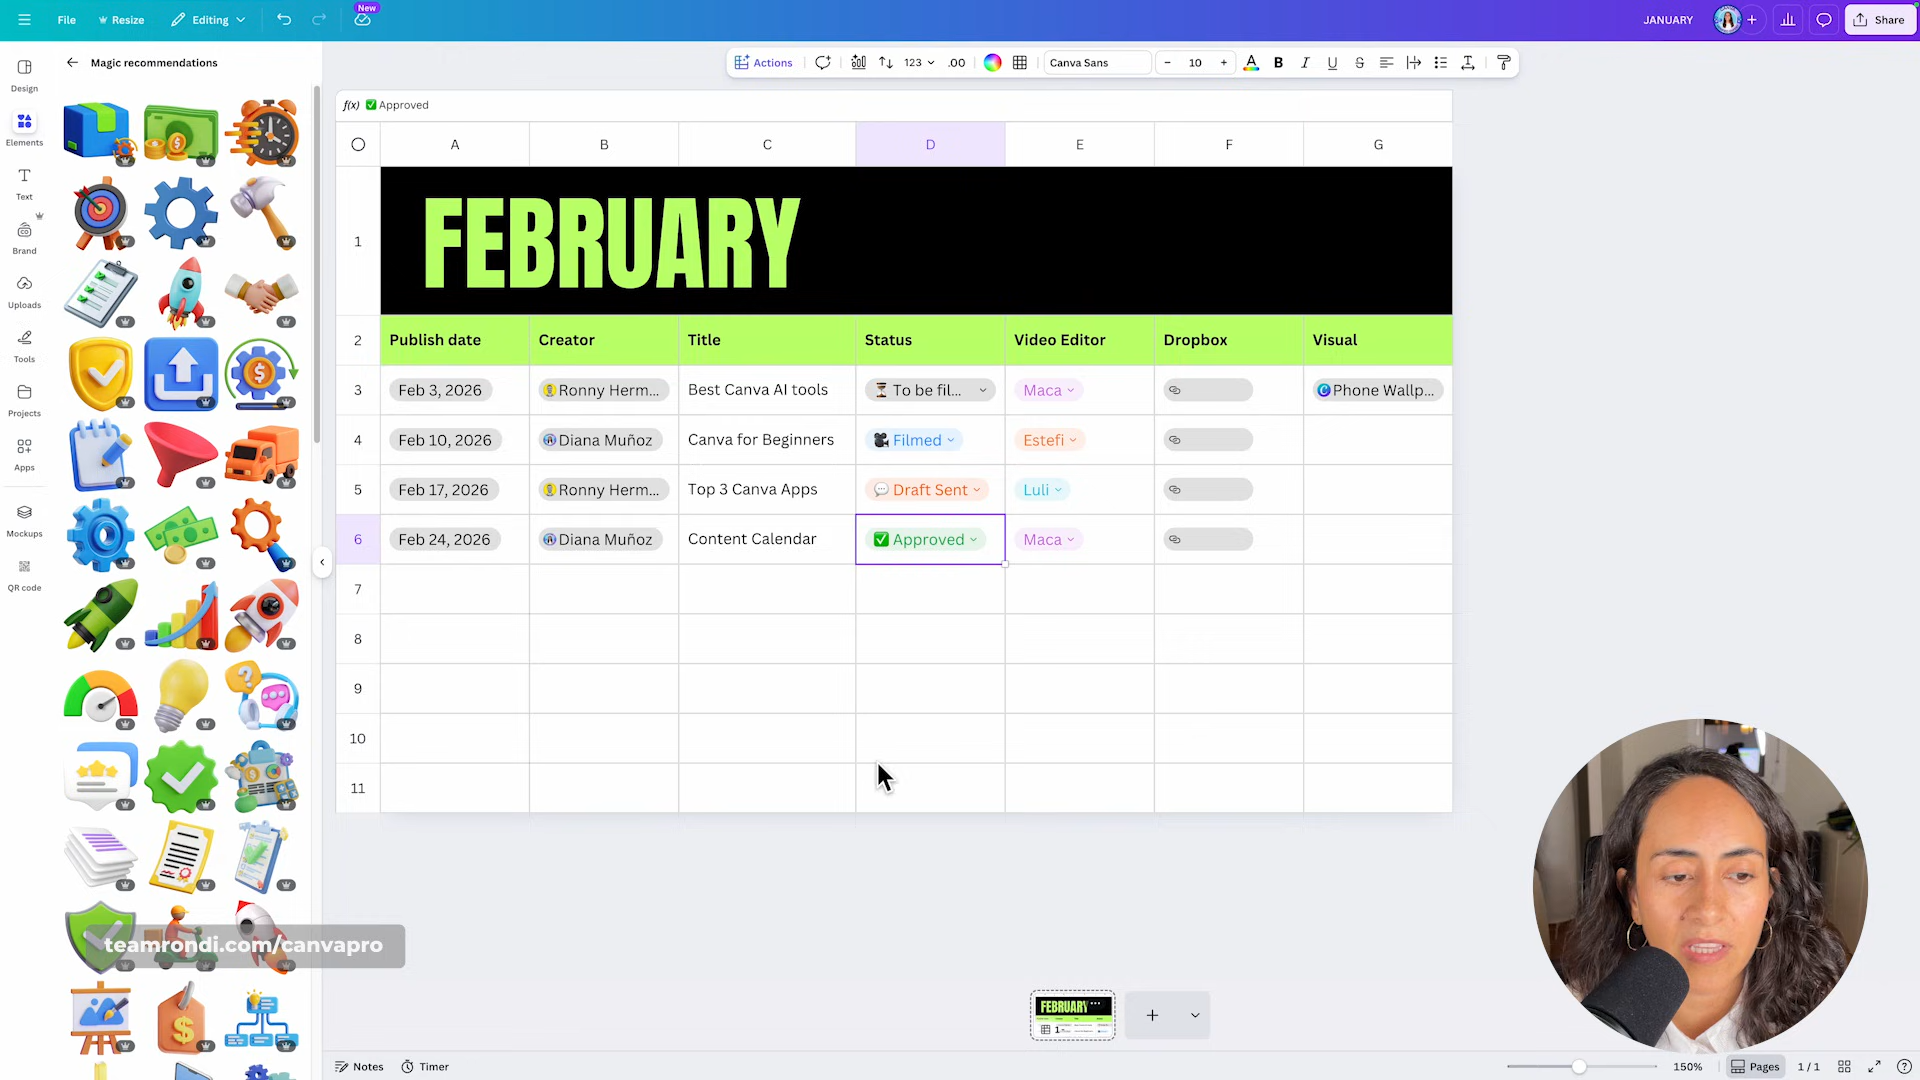 File
Resize
Editing
New
JANUARY
Share
Design
Elements
Text
Brand
Uploads
Tools
Projects
Apps
Mockups
QR code
Magic recommendations
Actions
123
.00
Canva Sans
10
A
B
I
U
S
T
f(x) ✅ Approved
A B C D E F G
1 FEBRUARY
2 Publish date Creator Title Status Video Editor Dropbox Visual
3 Feb 3, 2026 Ronny Herm... Best Canva AI tools ⏳ To be fil... Maca Phone Wallp...
4 Feb 10, 2026 Diana Muñoz Canva for Beginners 🎥 Filmed Estefi
5 Feb 17, 2026 Ronny Herm... Top 3 Canva Apps 💬 Draft Sent Luli
6 Feb 24, 2026 Diana Muñoz Content Calendar ✅ Approved Maca
7
8
9
10
11
teamrondi.com/canvapro
FEBRUARY
1
Notes
Timer
150%
Pages
1 / 1